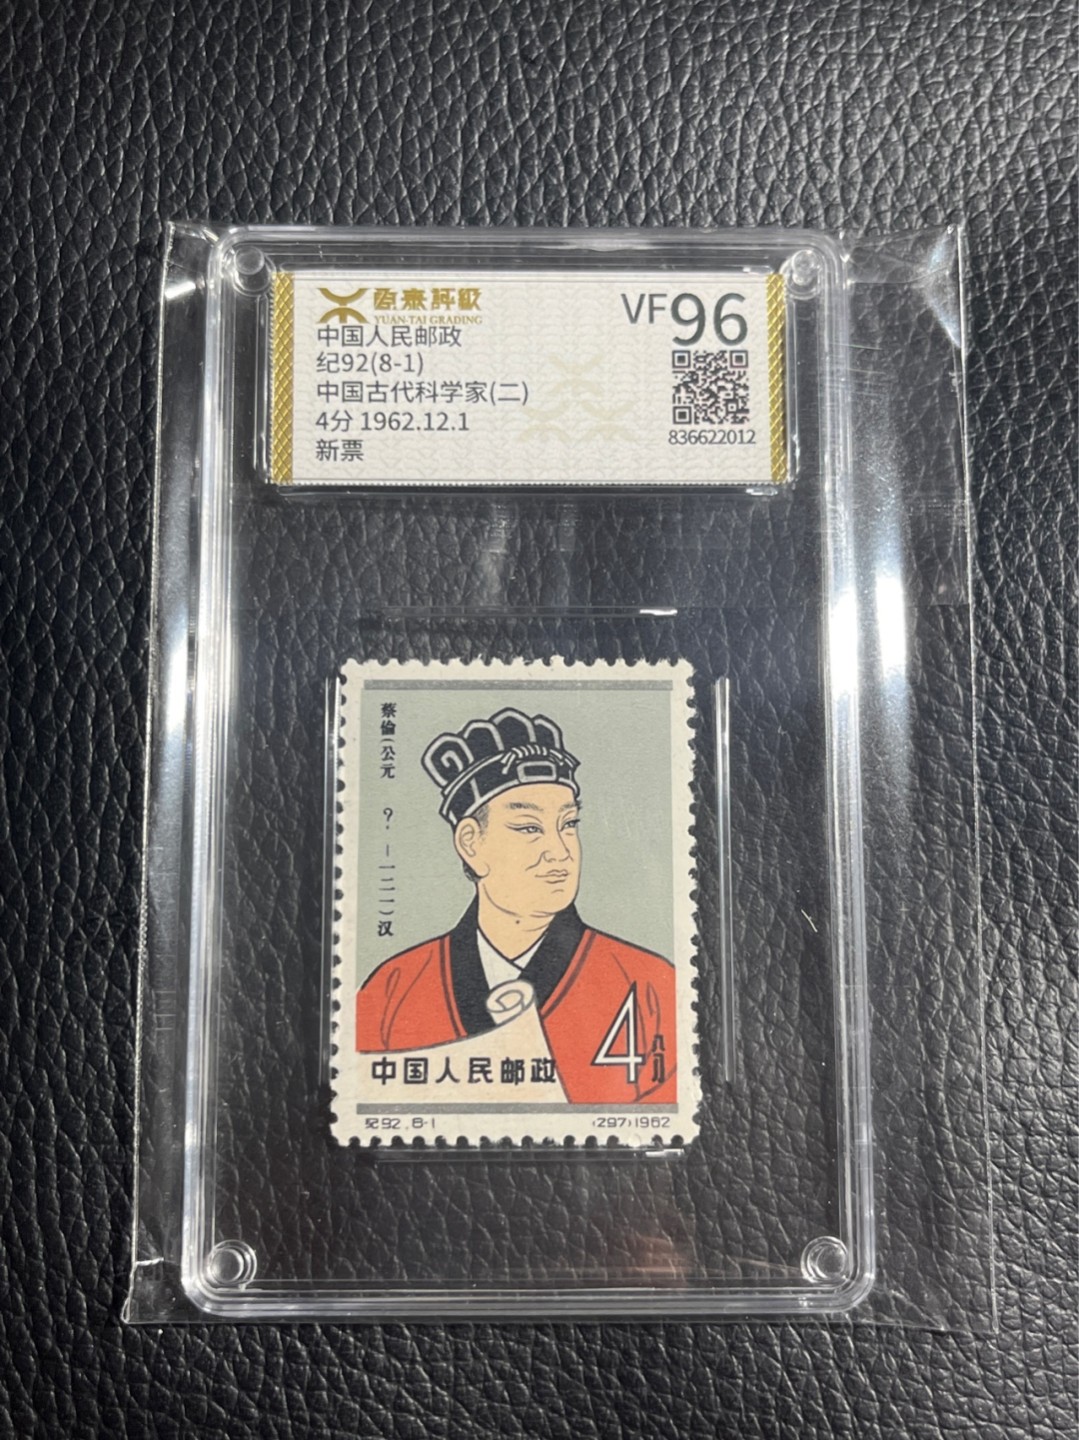 源泰評級
YUAN-TAI GRADING
中国人民邮政
纪92(8-1)
中国古代科学家(二)
4分 1962.12.1
新票
VF96
836622012
蔡倫(公元 ?-一二一)汉
4分
中国人民邮政
纪92.8-1
(297)1962